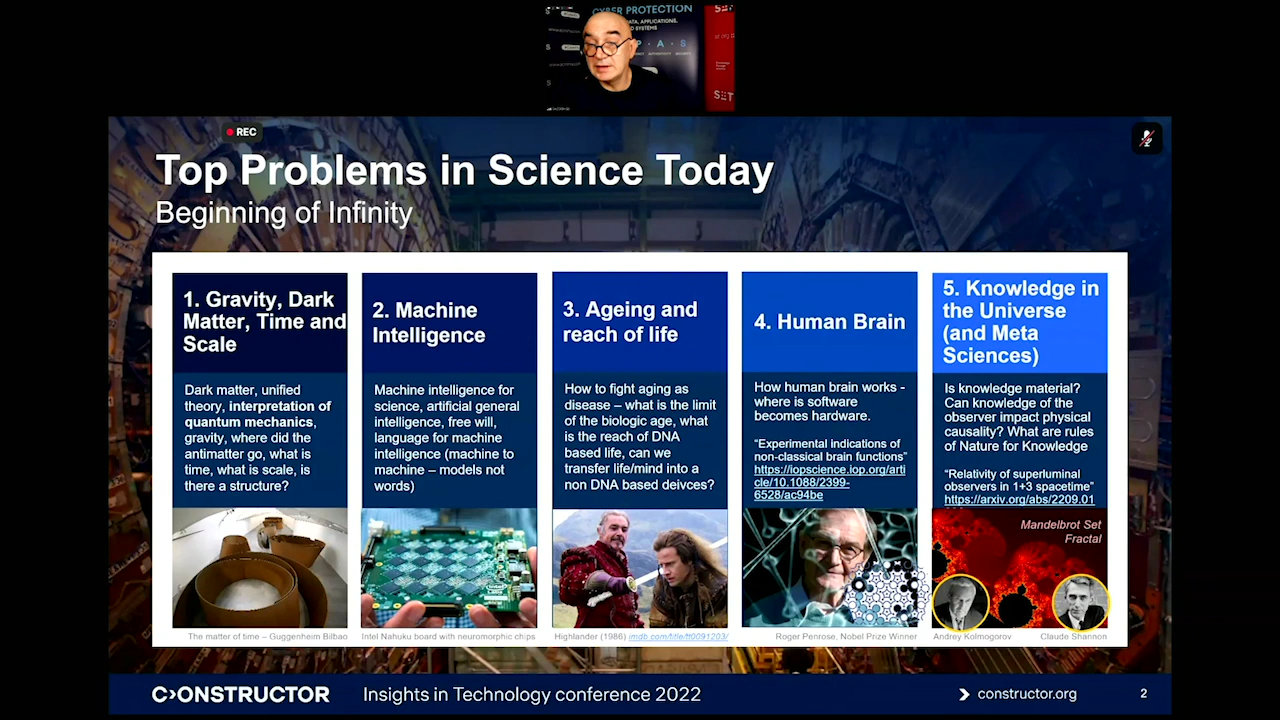 CYBER PROTECTION
DATA, APPLICATIONS,
SYSTEMS
P · A · S
SET
REC
Top Problems in Science Today
Beginning of Infinity
1. Gravity, Dark
Matter, Time and
Scale
Dark matter, unified
theory, interpretation of
quantum mechanics,
gravity, where did the
antimatter go, what is
time, what is scale, is
there a structure?
The matter of time – Guggenheim Bilbao
2. Machine
Intelligence
Machine intelligence for
science, artificial general
intelligence, free will,
language for machine
intelligence (machine to
machine – models not
words)
Intel Nahuku board with neuromorphic chips
3. Ageing and
reach of life
How to fight aging as
disease – what is the limit
of the biologic age, what
is the reach of DNA
based life, can we
transfer life/mind into a
non DNA based deivces?
Highlander (1986) imdb.com/title/tt0091203/
4. Human Brain
How human brain works -
where is software
becomes hardware.
“Experimental indications of
non-classical brain functions”
https://iopscience.iop.org/arti
cle/10.1088/2399-
6528/ac94be
Roger Penrose, Nobel Prize Winner
5. Knowledge in
the Universe
(and Meta
Sciences)
Is knowledge material?
Can knowledge of the
observer impact physical
causality? What are rules
of Nature for Knowledge
“Relativity of superluminal
observers in 1+3 spacetime”
https://arxiv.org/abs/2209.01
Mandelbrot Set
Fractal
Andrey Kolmogorov
Claude Shannon
C›ONSTRUCTOR
Insights in Technology conference 2022
constructor.org
2